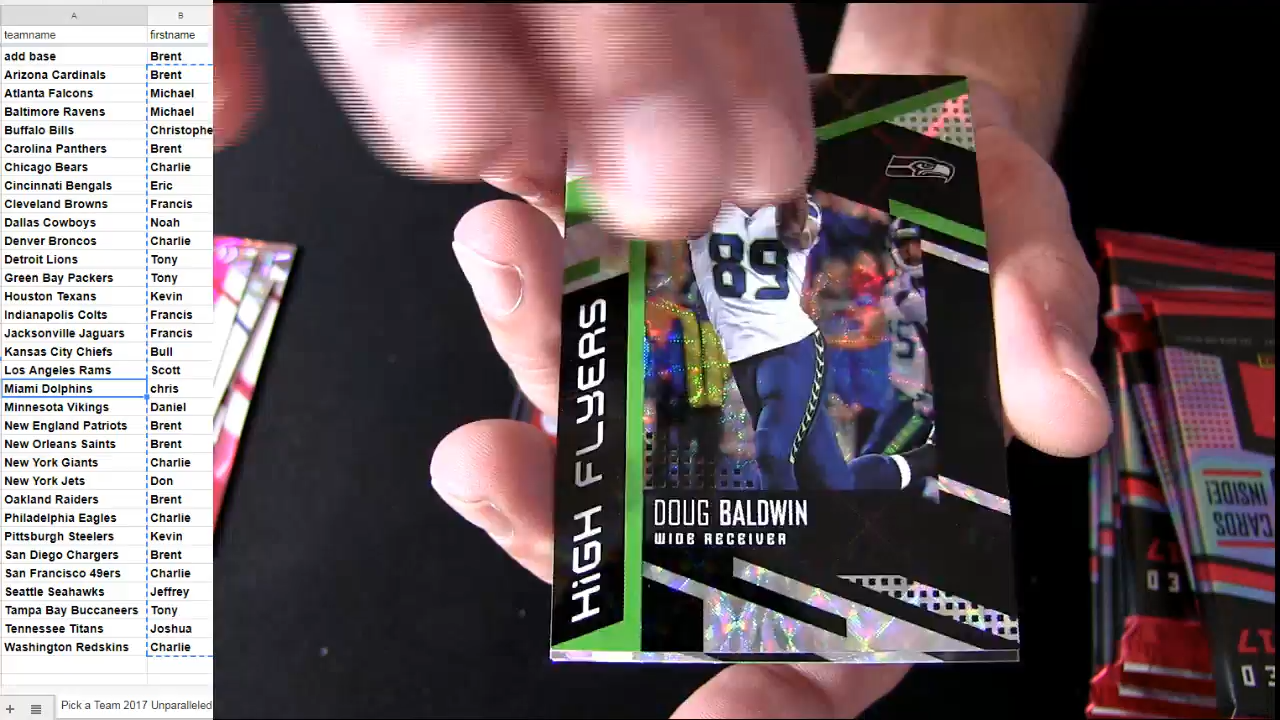 A B
teamname firstname
add base Brent
Arizona Cardinals Brent
Atlanta Falcons Michael
Baltimore Ravens Michael
Buffalo Bills Christophe
Carolina Panthers Brent
Chicago Bears Charlie
Cincinnati Bengals Eric
Cleveland Browns Francis
Dallas Cowboys Noah
Denver Broncos Charlie
Detroit Lions Tony
Green Bay Packers Tony
Houston Texans Kevin
Indianapolis Colts Francis
Jacksonville Jaguars Francis
Kansas City Chiefs Bull
Los Angeles Rams Scott
Miami Dolphins chris
Minnesota Vikings Daniel
New England Patriots Brent
New Orleans Saints Brent
New York Giants Charlie
New York Jets Don
Oakland Raiders Brent
Philadelphia Eagles Charlie
Pittsburgh Steelers Kevin
San Diego Chargers Brent
San Francisco 49ers Charlie
Seattle Seahawks Jeffrey
Tampa Bay Buccaneers Tony
Tennessee Titans Joshua
Washington Redskins Charlie
Pick a Team 2017 Unparalleled
89
HIGH FLYERS
DOUG BALDWIN
WIDE RECEIVER
CARDS
INSIDE!
17